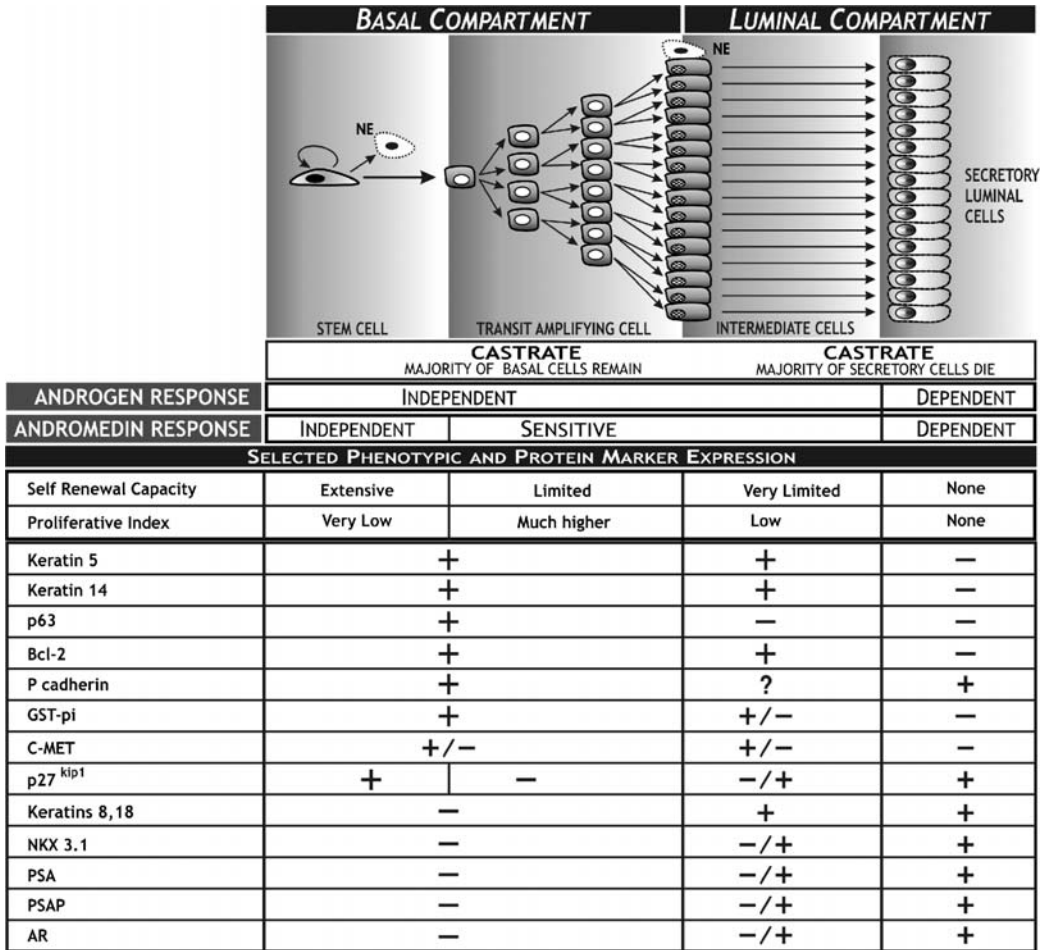 BASAL COMPARTMENT LUMINAL COMPARTMENT
NE
NE
SECRETORY
LUMINAL
CELLS
STEM CELL TRANSIT AMPLIFYING CELL INTERMEDIATE CELLS
CASTRATE CASTRATE
MAJORITY OF BASAL CELLS REMAIN MAJORITY OF SECRETORY CELLS DIE
ANDROGEN RESPONSE INDEPENDENT DEPENDENT
ANDROMEDIN RESPONSE INDEPENDENT SENSITIVE DEPENDENT
SELECTED PHENOTYPIC AND PROTEIN MARKER EXPRESSION
Self Renewal Capacity Extensive Limited Very Limited None
Proliferative Index Very Low Much higher Low None
Keratin 5 + + −
Keratin 14 + + −
p63 + − −
Bcl-2 + + −
P cadherin + ? +
GST-pi + +/− −
C-MET +/− +/− −
p27 kip1 + − −/+ +
Keratins 8,18 − + +
NKX 3.1 − −/+ +
PSA − −/+ +
PSAP − −/+ +
AR − −/+ +